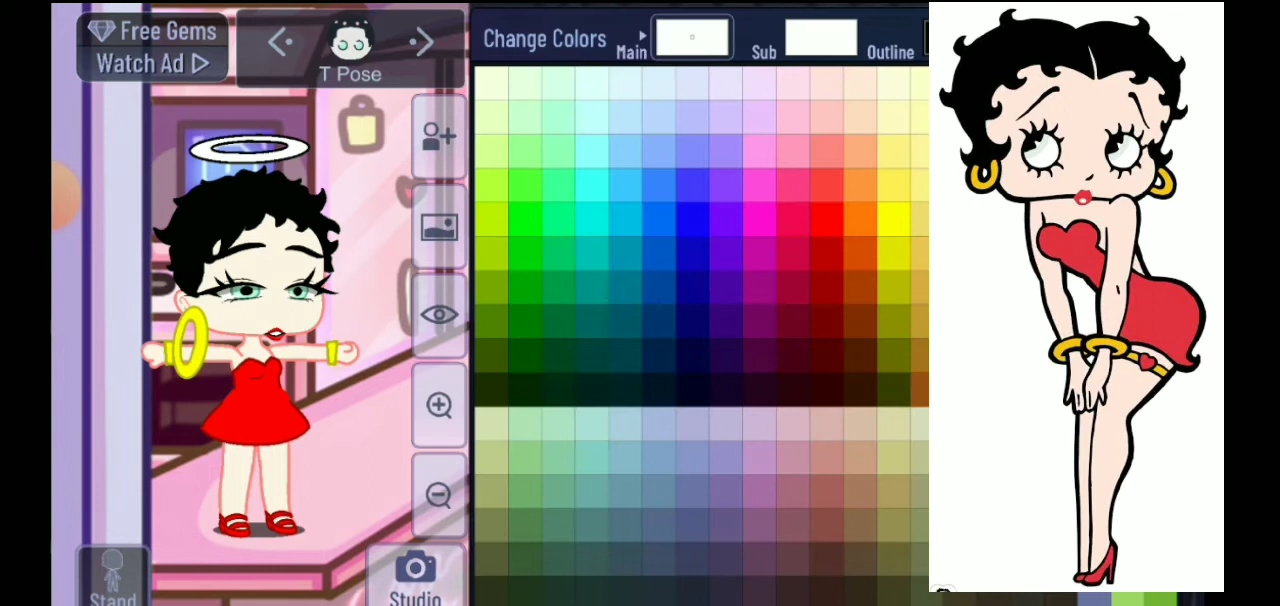 Free Gems
Watch Ad
T Pose
Change Colors
Main
Sub
Outline
Stand
Studio